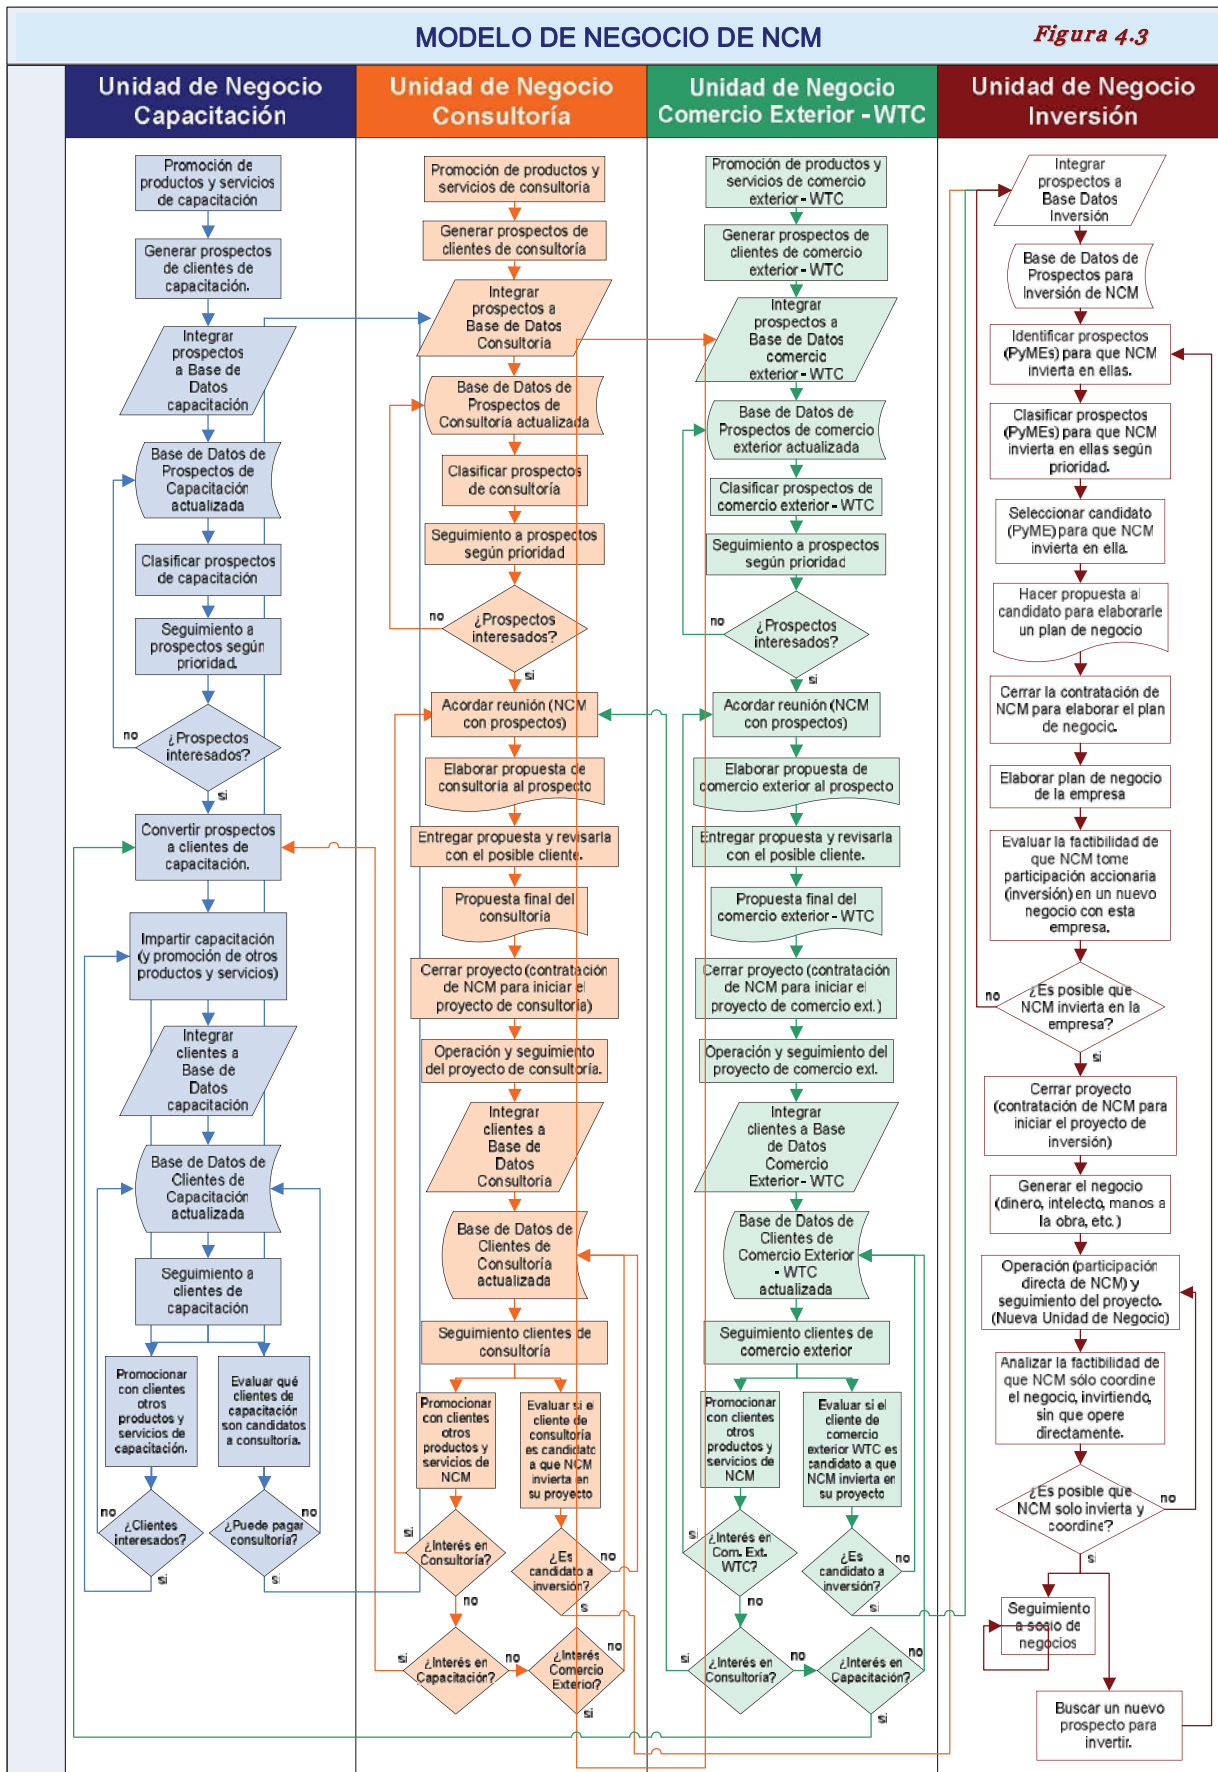 MODELO DE NEGOCIO DE NCM
Figura 4.3
Unidad de Negocio
Capacitación
Unidad de Negocio
Consultoría
Unidad de Negocio
Comercio Exterior - WTC
Unidad de Negocio
Inversión
Promoción de
productos y servicios
de capacitación
Generar prospectos
de clientes de
capacitación.
Integrar
prospectos
a Base de
Datos
capacitación
Base de Datos de
Prospectos de
Capacitación
actualizada
Clasificar prospectos
de capacitación
Seguimiento a
prospectos según
prioridad.
no
¿Prospectos
interesados?
si
Convertir prospectos
a clientes de
capacitación.
Impartir capacitación
(y promoción de otros
productos y servicios)
Integrar
clientes a
Base de
Datos
capacitación
Base de Datos de
Clientes de
Capacitación
actualizada
Seguimiento a
clientes de
capacitación
Promocionar
con clientes
otros
productos y
servicios de
capacitación.
Evaluar qué
clientes de
capacitación
son candidatos
a consultoría.
no
¿Clientes
interesados?
si
¿Puede pagar
consultoría?
no
si
Promoción de productos y
servicios de consultoría
Generar prospectos de
clientes de consultoría
Integrar
prospectos a
Base de Datos
Consultoría
Base de Datos de
Prospectos de
Consultoría actualizada
Clasificar prospectos
de consultoría
Seguimiento a prospectos
según prioridad
no
¿Prospectos
interesados?
si
Acordar reunión (NCM
con prospectos)
Elaborar propuesta de
consultoría al prospecto
Entregar propuesta y revisarla
con el posible cliente.
Propuesta final del
consultoría
Cerrar proyecto (contratación
de NCM para iniciar el
proyecto de consultoría)
Operación y seguimiento
del proyecto de consultoría.
Integrar
clientes a
Base de
Datos
Consultoría
Base de Datos de
Clientes de
Consultoría
actualizada
Seguimiento clientes de
consultoría
Promocionar
con clientes
otros
productos y
servicios de
NCM
Evaluar si el
cliente de
consultoría
es candidato
a que NCM
invierta en
su proyecto
si
¿Interés en
Consultoría?
no
¿Es
candidato a
inversión?
no
s
si
¿Interés en
Capacitación?
no
¿Interés
Comercio
Exterior?
no
si
Promoción de productos y
servicios de comercio
exterior - WTC
Generar prospectos de
clientes de comercio
exterior - WTC
Integrar
prospectos a
Base de Datos
comercio
exterior - WTC
Base de Datos de
Prospectos de comercio
exterior actualizada
Clasificar prospectos de
comercio exterior - WTC
Seguimiento a prospectos
según prioridad
no
¿Prospectos
interesados?
si
Acordar reunión (NCM
con prospectos)
Elaborar propuesta de
comercio exterior al prospecto
Entregar propuesta y revisarla
con el posible cliente.
Propuesta final del
comercio exterior - WTC
Cerrar proyecto (contratación
de NCM para iniciar el
proyecto de comercio ext.)
Operación y seguimiento del
proyecto de comercio ext.
Integrar
clientes a Base
de Datos
Comercio
Exterior - WTC
Base de Datos de
Clientes de
Comercio Exterior
- WTC
actualizada
Seguimiento clientes de
comercio exterior
Promocionar
con clientes
otros
productos y
servicios de
NCM
Evaluar si el
cliente de
comercio
exterior WTC es
candidato a que
NCM invierta en
su proyecto
si
¿Interés en
Com. Ext.
WTC?
no
¿Es
candidato a
inversión?
no
si
si
¿Interés en
Consultoría?
no
¿Interés en
Capacitación?
no
si
Integrar
prospectos a
Base Datos
Inversión
Base de Datos de
Prospectos para
Inversión de NCM
Identificar prospectos
(PyMEs) para que NCM
invierta en ellas.
Clasificar prospectos
(PyMEs) para que NCM
invierta en ellas según
prioridad.
Seleccionar candidato
(PyME) para que NCM
invierta en ella.
Hacer propuesta al
candidato para elaborarle
un plan de negocio
Cerrar la contratación de
NCM para elaborar el plan
de negocio.
Elaborar plan de negocio
de la empresa
Evaluar la factibilidad de
que NCM tome
participación accionaria
(inversión) en un nuevo
negocio con esta
empresa.
no
¿Es posible que
NCM invierta en la
empresa?
si
Cerrar proyecto
(contratación de NCM para
iniciar el proyecto de
inversión)
Generar el negocio
(dinero, intelecto, manos a
la obra, etc.)
Operación (participación
directa de NCM) y
seguimiento del proyecto.
(Nueva Unidad de Negocio)
Analizar la factibilidad de
que NCM sólo coordine
el negocio, invirtiendo,
sin que opere
directamente.
¿Es posible que
NCM solo invierta y
coordine?
no
si
Seguimiento
a socio de
negocios
Buscar un nuevo
prospecto para
invertir.